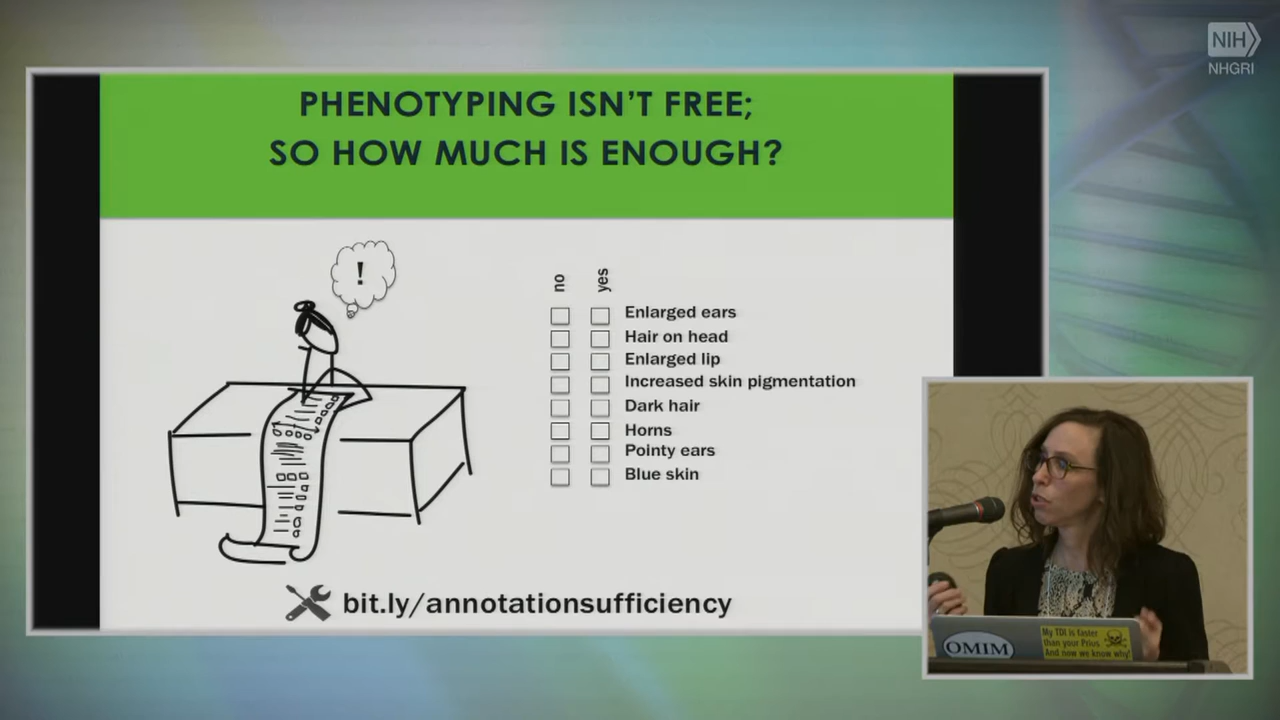 NIH
NHGRI
PHENOTYPING ISN'T FREE;
SO HOW MUCH IS ENOUGH?
!
no
yes
Enlarged ears
Hair on head
Enlarged lip
Increased skin pigmentation
Dark hair
Horns
Pointy ears
Blue skin
bit.ly/annotationsufficiency
OMIM
My TDI is faster
than your Prius
And now we know why!